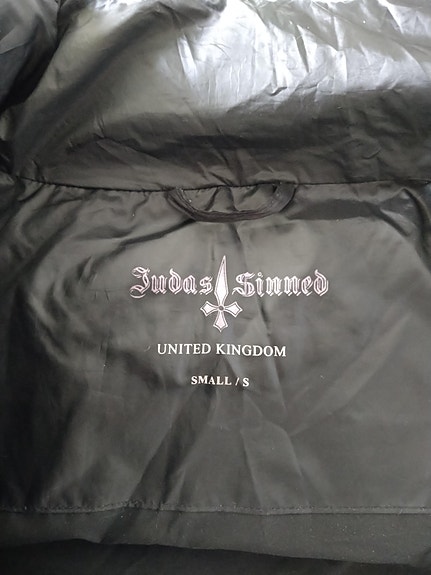 Judas Sinned
UNITED KINGDOM
SMALL / S